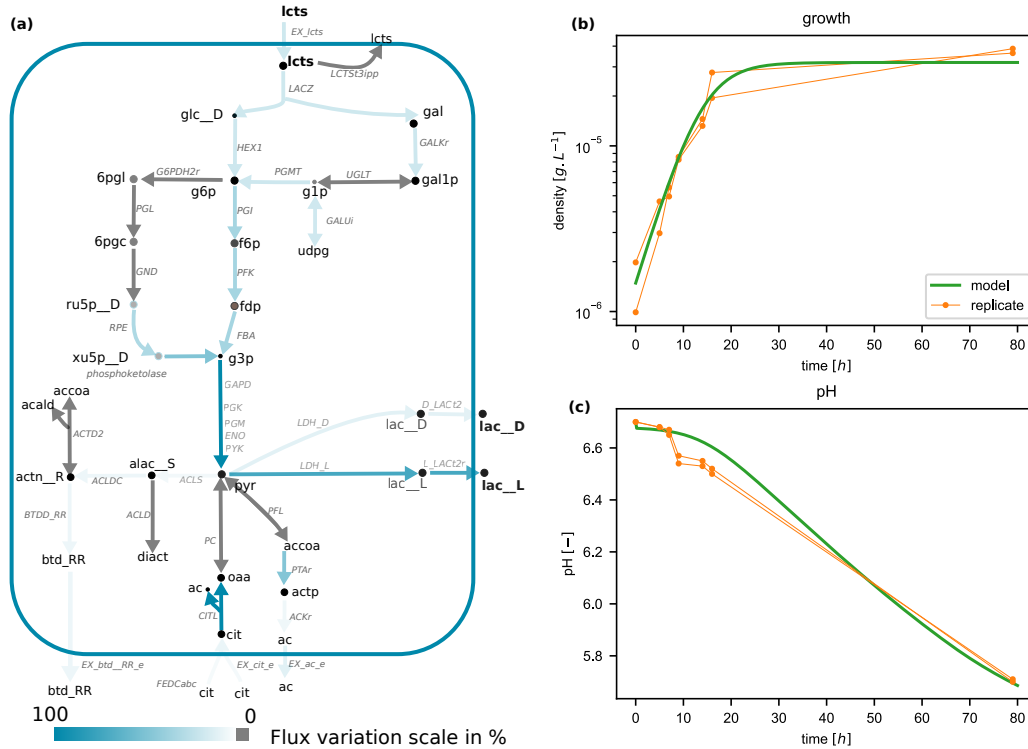 (a)
lcts
EX_lcts
lcts
lcts
LCTSt3ipp
LACZ
glc__D
gal
HEX1
GALKr
6pgl
G6PDH2r
g6p
PGMT
g1p
UGLT
gal1p
PGL
PGI
GALUi
6pgc
f6p
udpg
GND
PFK
ru5p__D
fdp
RPE
FBA
xu5p__D
g3p
phosphoketolase
GAPD
accoa
acald
PGK
D_LACt2
ACTD2
PGM
LDH_D
lac__D
lac__D
ENO
PYK
alac__S
LDH_L
L_LACt2r
actn__R
ACLDC
ACLS
pyr
lac__L
lac__L
BTDD_RR
ACLD
PFL
PC
accoa
btd_RR
diact
PTAr
ac
oaa
actp
CITL
ACKr
cit
ac
EX_btd__RR_e
EX_cit_e
EX_ac_e
FEDCabc
btd_RR
cit
cit
ac
100
0
Flux variation scale in %
(b)
growth
density [g.L⁻¹]
10⁻⁵
10⁻⁶
model
replicate
0
10
20
30
40
50
60
70
80
time [h]
(c)
pH
pH [−]
6.6
6.4
6.2
6.0
5.8
0
10
20
30
40
50
60
70
80
time [h]